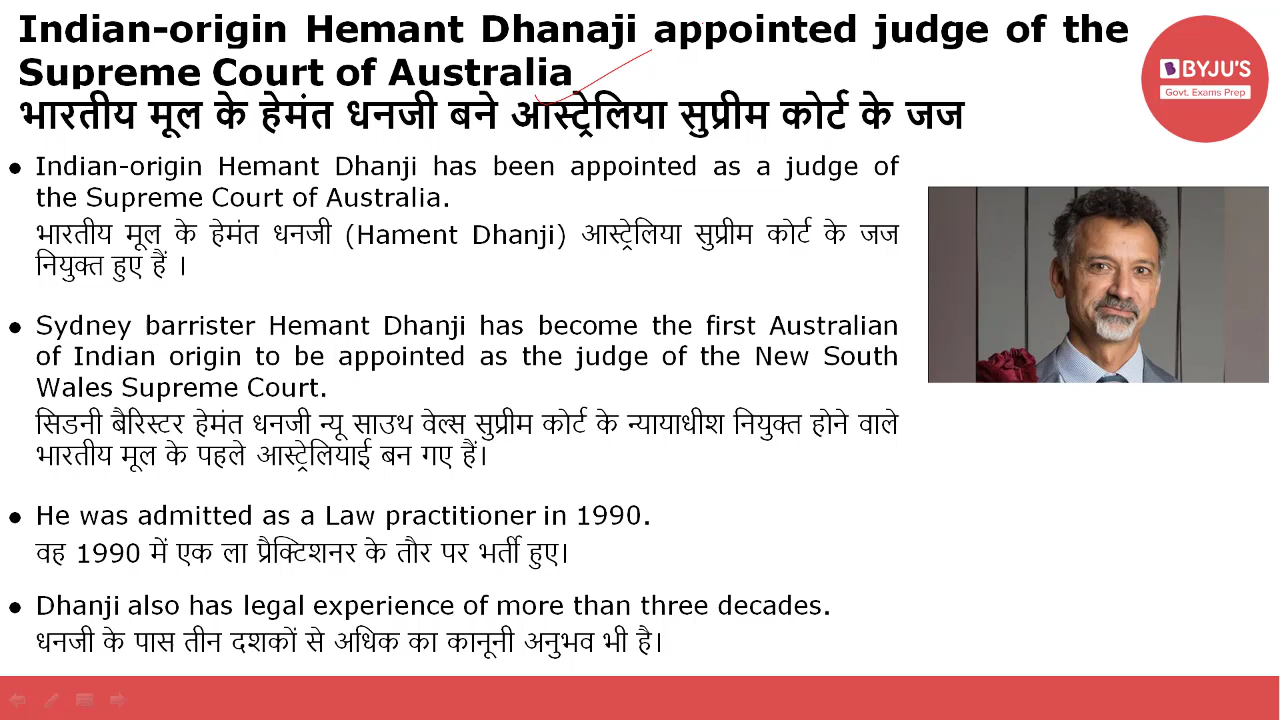 Indian-origin Hemant Dhanaji appointed judge of the
Supreme Court of Australia
भारतीय मूल के हेमंत धनजी बने आस्ट्रेलिया सुप्रीम कोर्ट के जज
BYJU'S
Govt. Exams Prep
● Indian-origin Hemant Dhanji has been appointed as a judge of
the Supreme Court of Australia.
भारतीय मूल के हेमंत धनजी (Hament Dhanji) आस्ट्रेलिया सुप्रीम कोर्ट के जज
नियुक्त हुए हैं ।
● Sydney barrister Hemant Dhanji has become the first Australian
of Indian origin to be appointed as the judge of the New South
Wales Supreme Court.
सिडनी बैरिस्टर हेमंत धनजी न्यू साउथ वेल्स सुप्रीम कोर्ट के न्यायाधीश नियुक्त होने वाले
भारतीय मूल के पहले आस्ट्रेलियाई बन गए हैं।
● He was admitted as a Law practitioner in 1990.
वह 1990 में एक ला प्रैक्टिशनर के तौर पर भर्ती हुए।
● Dhanji also has legal experience of more than three decades.
धनजी के पास तीन दशकों से अधिक का कानूनी अनुभव भी है।